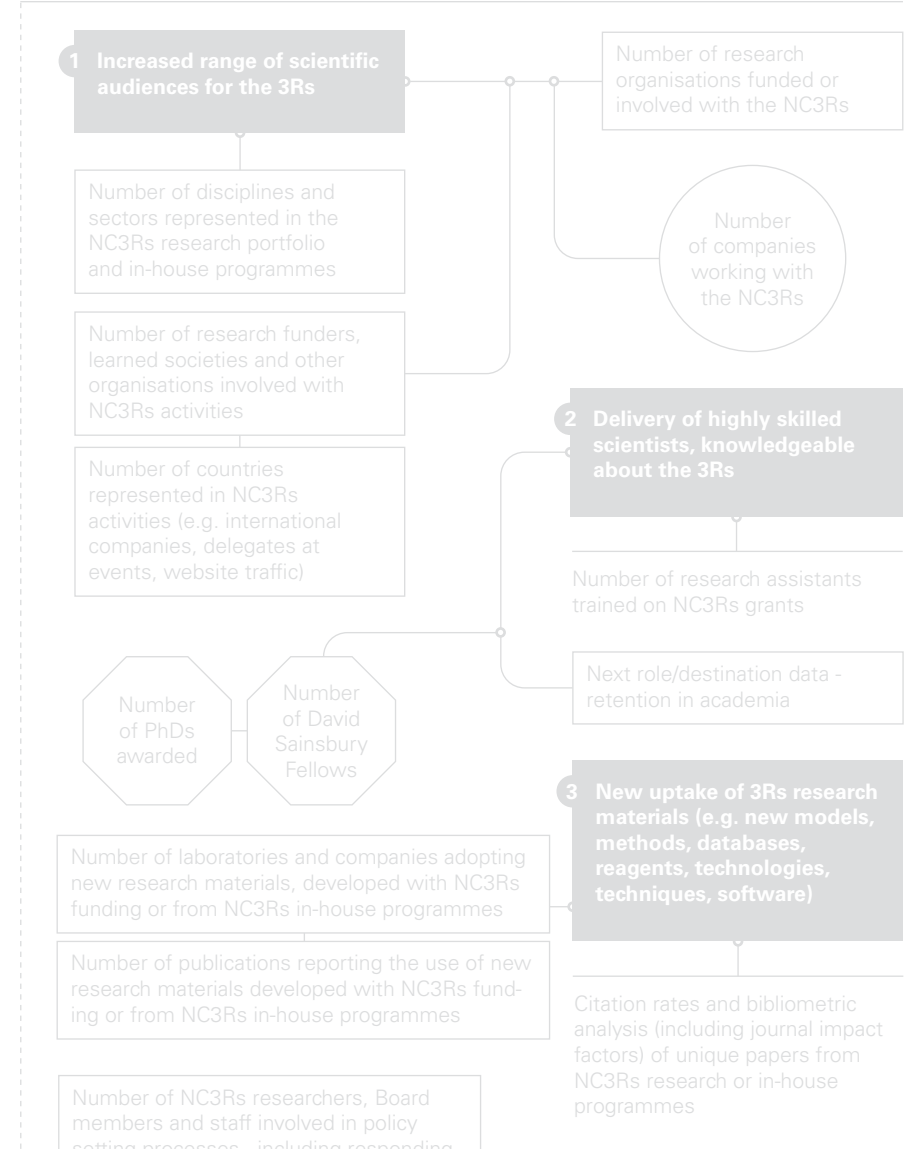 1 Increased range of scientific
audiences for the 3Rs
Number of research
organisations funded or
involved with the NC3Rs
Number of disciplines and
sectors represented in the
NC3Rs research portfolio
and in-house programmes
Number
of companies
working with
the NC3Rs
Number of research funders,
learned societies and other
organisations involved with
NC3Rs activities
2 Delivery of highly skilled
scientists, knowledgeable
about the 3Rs
Number of countries
represented in NC3Rs
activities (e.g. international
companies, delegates at
events, website traffic)
Number of research assistants
trained on NC3Rs grants
Next role/destination data -
retention in academia
Number
of PhDs
awarded
Number
of David
Sainsbury
Fellows
3 New uptake of 3Rs research
materials (e.g. new models,
methods, databases,
reagents, technologies,
techniques, software)
Number of laboratories and companies adopting
new research materials, developed with NC3Rs
funding or from NC3Rs in-house programmes
Number of publications reporting the use of new
research materials developed with NC3Rs fund-
ing or from NC3Rs in-house programmes
Citation rates and bibliometric
analysis (including journal impact
factors) of unique papers from
NC3Rs research or in-house
programmes
Number of NC3Rs researchers, Board
members and staff involved in policy
setting processes - including responding